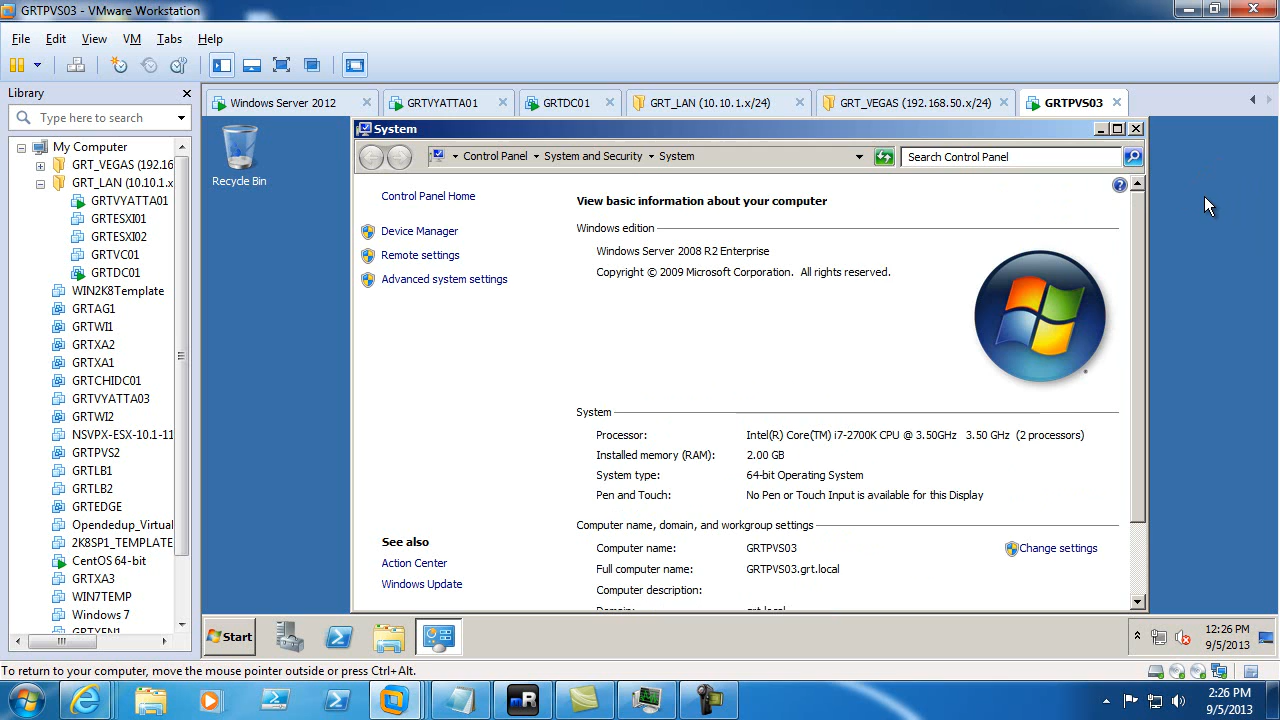 GRTPVS03 - VMware Workstation
File Edit View VM Tabs Help
Library
Type here to search
My Computer
GRT_VEGAS (192.16
GRT_LAN (10.10.1.x
GRTVYATTA01
GRTESXI01
GRTESXI02
GRTVC01
GRTDC01
WIN2K8Template
GRTAG1
GRTWI1
GRTXA2
GRTXA1
GRTCHIDC01
GRTVYATTA03
GRTWI2
NSVPX-ESX-10.1-11
GRTPVS2
GRTLB1
GRTLB2
GRTEDGE
Opendedup_Virtual
2K8SP1_TEMPLATE
CentOS 64-bit
GRTXA3
WIN7TEMP
Windows 7
GRTXEN1
Windows Server 2012 GRTVYATTA01 GRTDC01 GRT_LAN (10.10.1.x/24) GRT_VEGAS (192.168.50.x/24) GRTPVS03
Recycle Bin
System
Control Panel System and Security System
Search Control Panel
Control Panel Home
Device Manager
Remote settings
Advanced system settings
See also
Action Center
Windows Update
View basic information about your computer
Windows edition
Windows Server 2008 R2 Enterprise
Copyright © 2009 Microsoft Corporation. All rights reserved.
System
Processor: Intel(R) Core(TM) i7-2700K CPU @ 3.50GHz 3.50 GHz (2 processors)
Installed memory (RAM): 2.00 GB
System type: 64-bit Operating System
Pen and Touch: No Pen or Touch Input is available for this Display
Computer name, domain, and workgroup settings
Computer name: GRTPVS03
Change settings
Full computer name: GRTPVS03.grt.local
Computer description:
Domain: grt.local
Start
12:26 PM
9/5/2013
To return to your computer, move the mouse pointer outside or press Ctrl+Alt.
mR
2:26 PM
9/5/2013